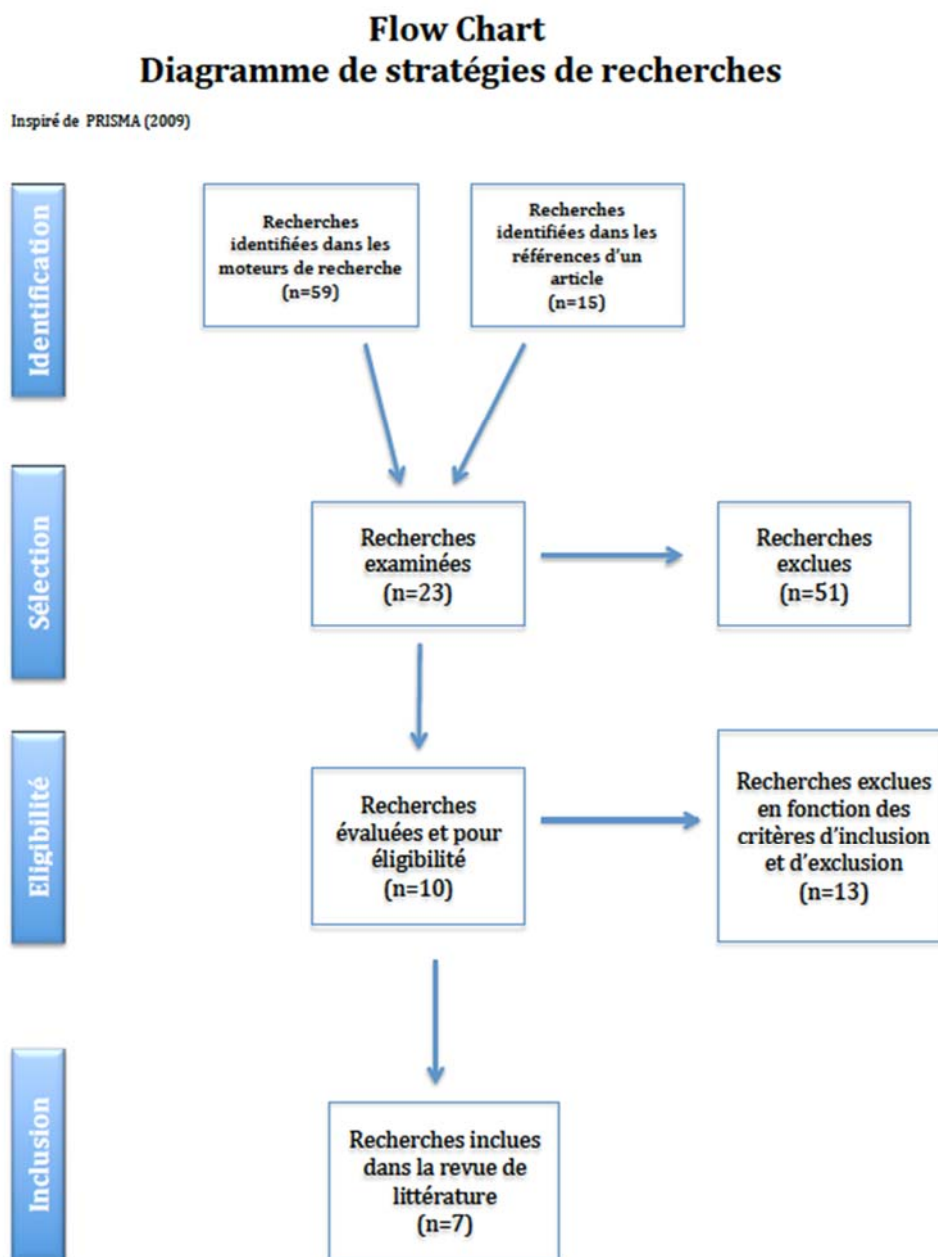 Flow Chart
Diagramme de stratégies de recherches
Inspiré de PRISMA (2009)
Identification
Recherches
identifiées dans les
moteurs de recherche
(n=59)
Recherches
identifiées dans les
références d'un
article
(n=15)
Sélection
Recherches
examinées
(n=23)
Recherches
exclues
(n=51)
Eligibilité
Recherches
évaluées et pour
éligibilité
(n=10)
Recherches exclues
en fonction des
critères d'inclusion
et d'exclusion
(n=13)
Inclusion
Recherches inclues
dans la revue de
littérature
(n=7)